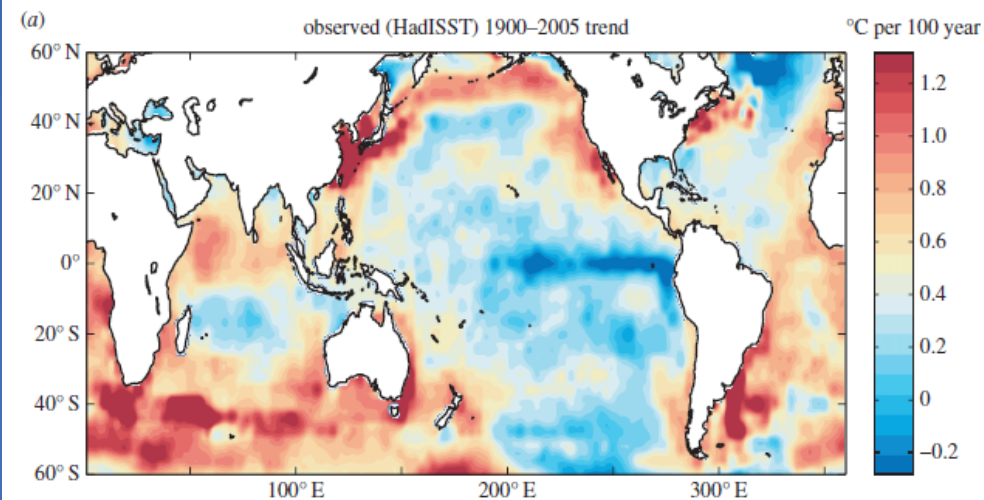 (a)
observed (HadISST) 1900–2005 trend
°C per 100 year
60° N
40° N
20° N
0°
20° S
40° S
60° S
100° E
200° E
300° E
1.2
1.0
0.8
0.6
0.4
0.2
0
–0.2